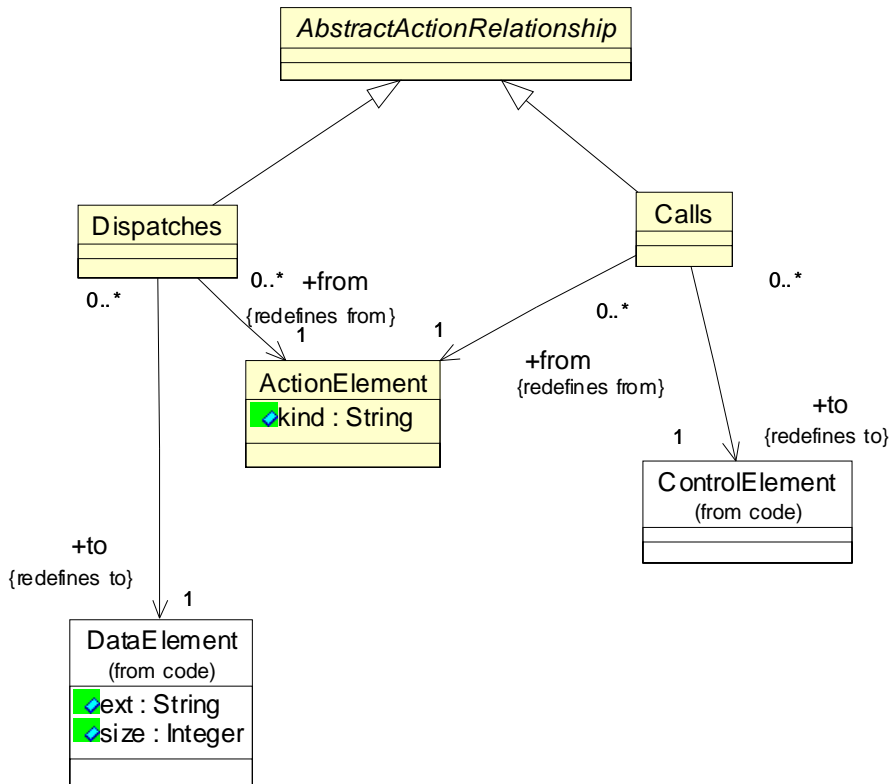 AbstractActionRelationship
Dispatches
Calls
0..*
0..*
+from
{redefines from}
1
0..*
0..*
1
+from
{redefines from}
ActionElement
kind : String
+to
{redefines to}
1
ControlElement
(from code)
+to
{redefines to}
1
DataElement
(from code)
ext : String
size : Integer